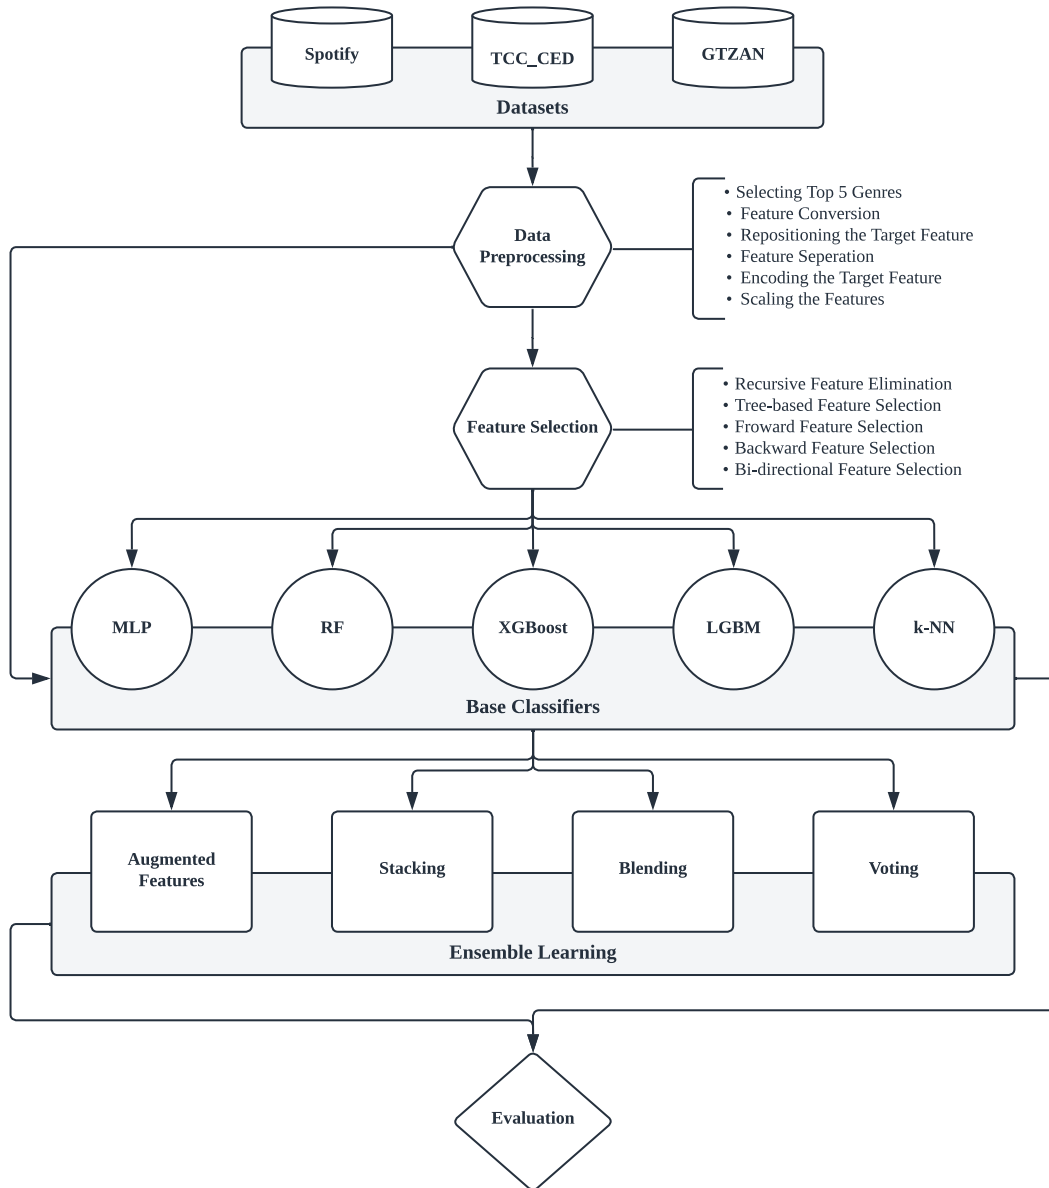 Spotify
TCC_CED
GTZAN
Datasets
Data
Preprocessing
• Selecting Top 5 Genres
• Feature Conversion
• Repositioning the Target Feature
• Feature Seperation
• Encoding the Target Feature
• Scaling the Features
Feature Selection
• Recursive Feature Elimination
• Tree-based Feature Selection
• Froward Feature Selection
• Backward Feature Selection
• Bi-directional Feature Selection
MLP
RF
XGBoost
LGBM
k-NN
Base Classifiers
Augmented
Features
Stacking
Blending
Voting
Ensemble Learning
Evaluation